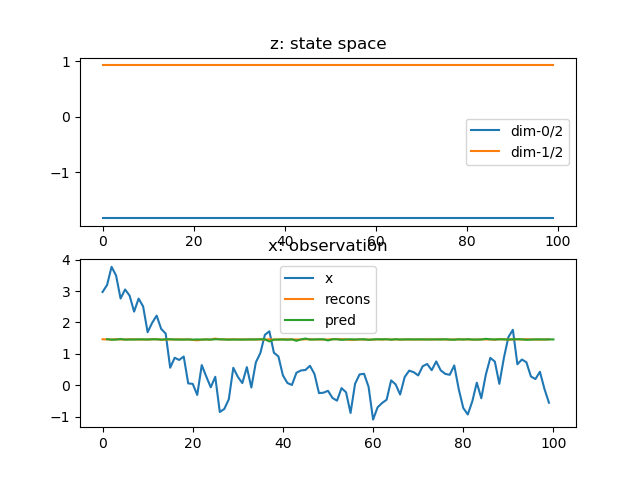 z: state space
1
0
−1
dim-0/2
dim-1/2
0 20 40 60 80 100
x: observation
4
3
2
1
0
−1
x
recons
pred
0 20 40 60 80 100